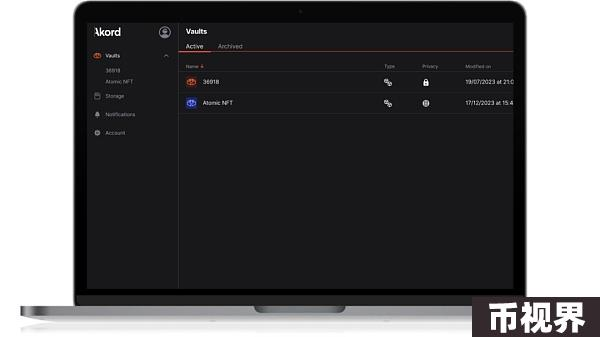 Akord
Vaults
36918
Atomic NFT
Storage
Notifications
Account
Vaults
Active Archived
Name Type Privacy Modified on
36918 19/07/2023 at 21:0
Atomic NFT 17/12/2023 at 15:4
币视界